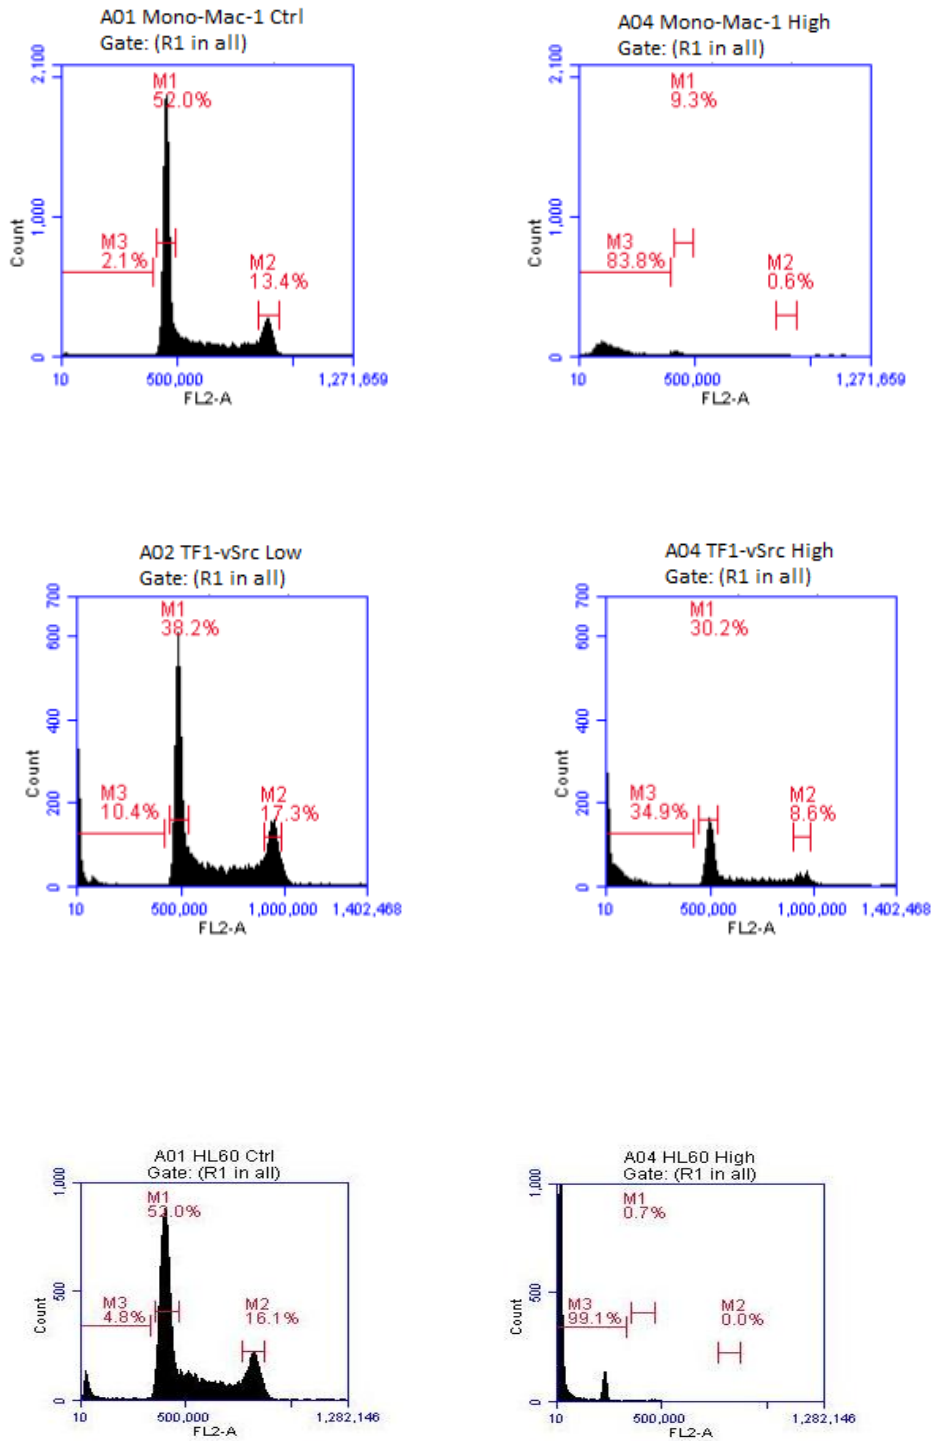 A01 Mono-Mac-1 Ctrl
Gate: (R1 in all)
2,100
M1
52.0%
1,000
Count
M3
2.1%
M2
13.4%
0
10
500,000
1,271,659
FL2-A
A04 Mono-Mac-1 High
Gate: (R1 in all)
2,100
M1
9.3%
1,000
Count
M3
83.8%
M2
0.6%
0
10
500,000
1,271,659
FL2-A
A02 TF1-vSrc Low
Gate: (R1 in all)
700
M1
38.2%
600
400
Count
M3
10.4%
M2
17.3%
200
0
10
500,000
1,000,000
1,402,468
FL2-A
A04 TF1-vSrc High
Gate: (R1 in all)
700
M1
30.2%
600
400
Count
M3
34.9%
M2
8.6%
200
0
10
500,000
1,000,000
1,402,468
FL2-A
A01 HL60 Ctrl
Gate: (R1 in all)
1,000
M1
52.0%
500
Count
M3
4.8%
M2
16.1%
0
10
500,000
1,282,146
FL2-A
A04 HL60 High
Gate: (R1 in all)
1,000
M1
0.7%
500
Count
M3
99.1%
M2
0.0%
0
10
500,000
1,282,146
FL2-A